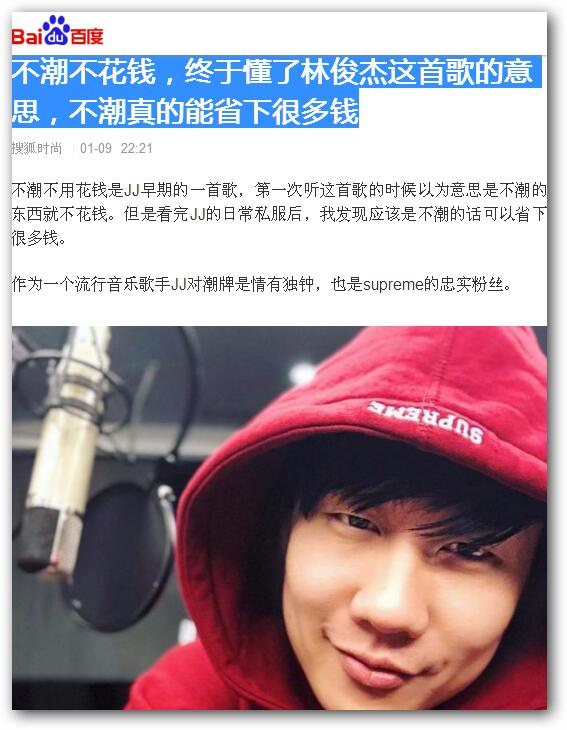 Bai du 百度
不潮不花钱，终于懂了林俊杰这首歌的意
思，不潮真的能省下很多钱
搜狐时尚 01-09 22:21
不潮不用花钱是JJ早期的一首歌，第一次听这首歌的时候以为意思是不潮的
东西就不花钱。但是看完JJ的日常私服后，我发现应该是不潮的话可以省下
很多钱。
作为一个流行音乐歌手JJ对潮牌是情有独钟，也是supreme的忠实粉丝。
SUPREME